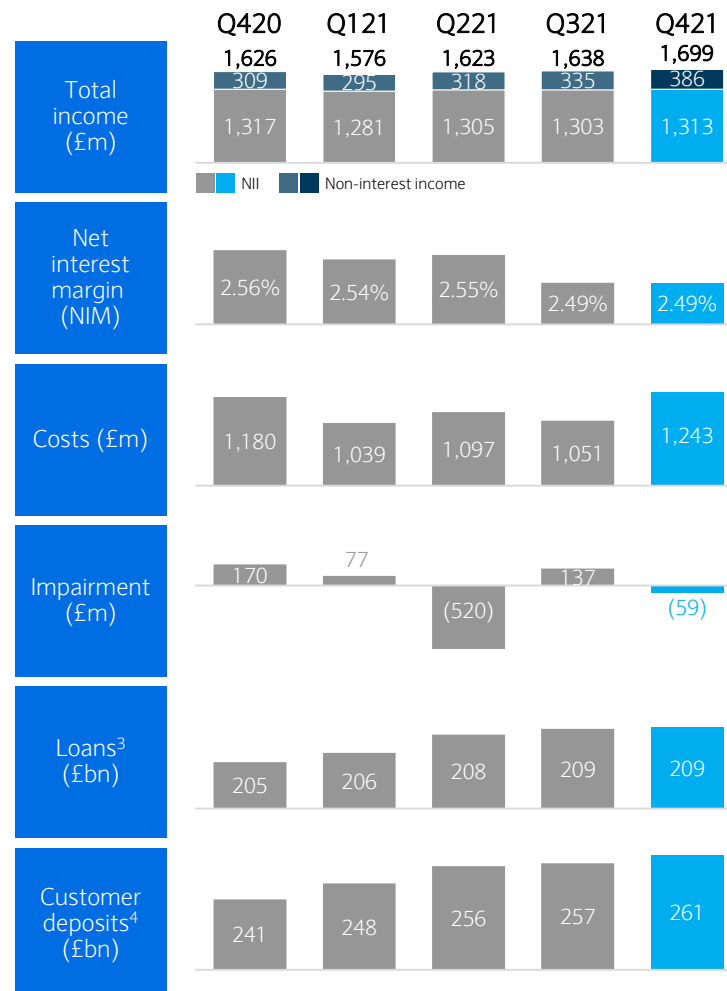 Q420 Q121 Q221 Q321 Q421
Total
income
(£m)
1,626 1,576 1,623 1,638 1,699
309 295 318 335 386
1,317 1,281 1,305 1,303 1,313
NII Non-interest income
Net
interest
margin
(NIM)
2.56% 2.54% 2.55% 2.49% 2.49%
Costs (£m)
1,180 1,039 1,097 1,051 1,243
Impairment
(£m)
170 77 (520) 137 (59)
Loans³
(£bn)
205 206 208 209 209
Customer
deposits⁴
(£bn)
241 248 256 257 261